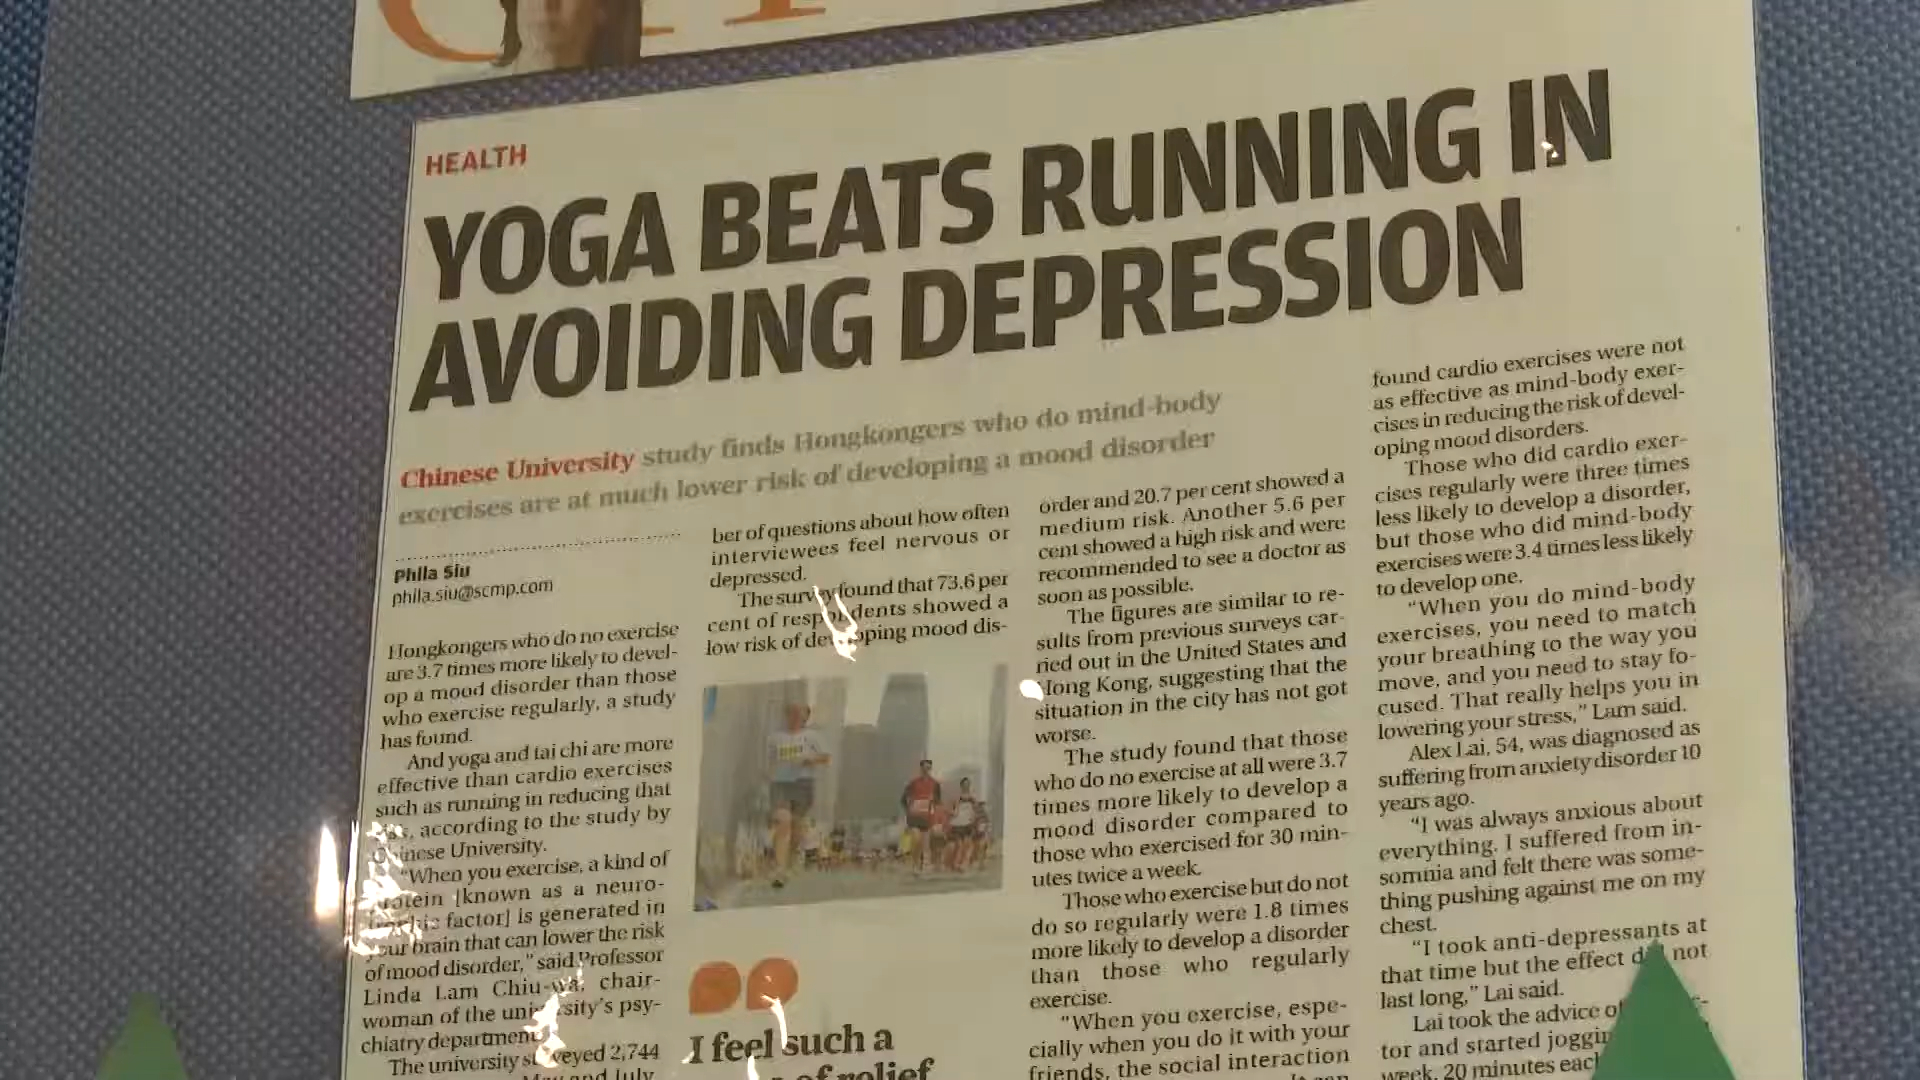 HEALTH
YOGA BEATS RUNNING IN
AVOIDING DEPRESSION
Chinese University study finds Hongkongers who do mind-body
exercises are at much lower risk of developing a mood disorder
Phila Siu
phila.siu@scmp.com
Hongkongers who do no exercise
are 3.7 times more likely to devel-
op a mood disorder than those
who exercise regularly, a study
has found.
And yoga and tai chi are more
effective than cardio exercises
such as running in reducing that
according to the study by
Chinese University.
"When you exercise, a kind of
protein [known as a neuro-
factor] is generated in
your brain that can lower the risk
of mood disorder," said Professor
Linda Lam Chiu-wa, chair-
woman of the university's psy-
chiatry department.
The university surveyed 2,744
May and July
ber of questions about how often
interviewees feel nervous or
depressed.
The survey found that 73.6 per
cent of respondents showed a
low risk of developing mood dis-
I feel such a
of relief
order and 20.7 per cent showed a
medium risk. Another 5.6 per
cent showed a high risk and were
recommended to see a doctor as
soon as possible.
The figures are similar to re-
sults from previous surveys car-
ried out in the United States and
Hong Kong, suggesting that the
situation in the city has not got
worse.
The study found that those
who do no exercise at all were 3.7
times more likely to develop a
mood disorder compared to
those who exercised for 30 min-
utes twice a week.
Those who exercise but do not
do so regularly were 1.8 times
more likely to develop a disorder
than those who regularly
exercise.
"When you exercise, espe-
cially when you do it with your
friends, the social interaction
found cardio exercises were not
as effective as mind-body exer-
cises in reducing the risk of devel-
oping mood disorders.
Those who did cardio exer-
cises regularly were three times
less likely to develop a disorder,
but those who did mind-body
exercises were 3.4 times less likely
to develop one.
"When you do mind-body
exercises, you need to match
your breathing to the way you
move, and you need to stay fo-
cused. That really helps you in
lowering your stress," Lam said.
Alex Lai, 54, was diagnosed as
suffering from anxiety disorder 10
years ago.
"I was always anxious about
everything. I suffered from in-
somnia and felt there was some-
thing pushing against me on my
chest.
"I took anti-depressants at
that time but the effect did not
last long," Lai said.
Lai took the advice
tor and started
week, 20 minutes